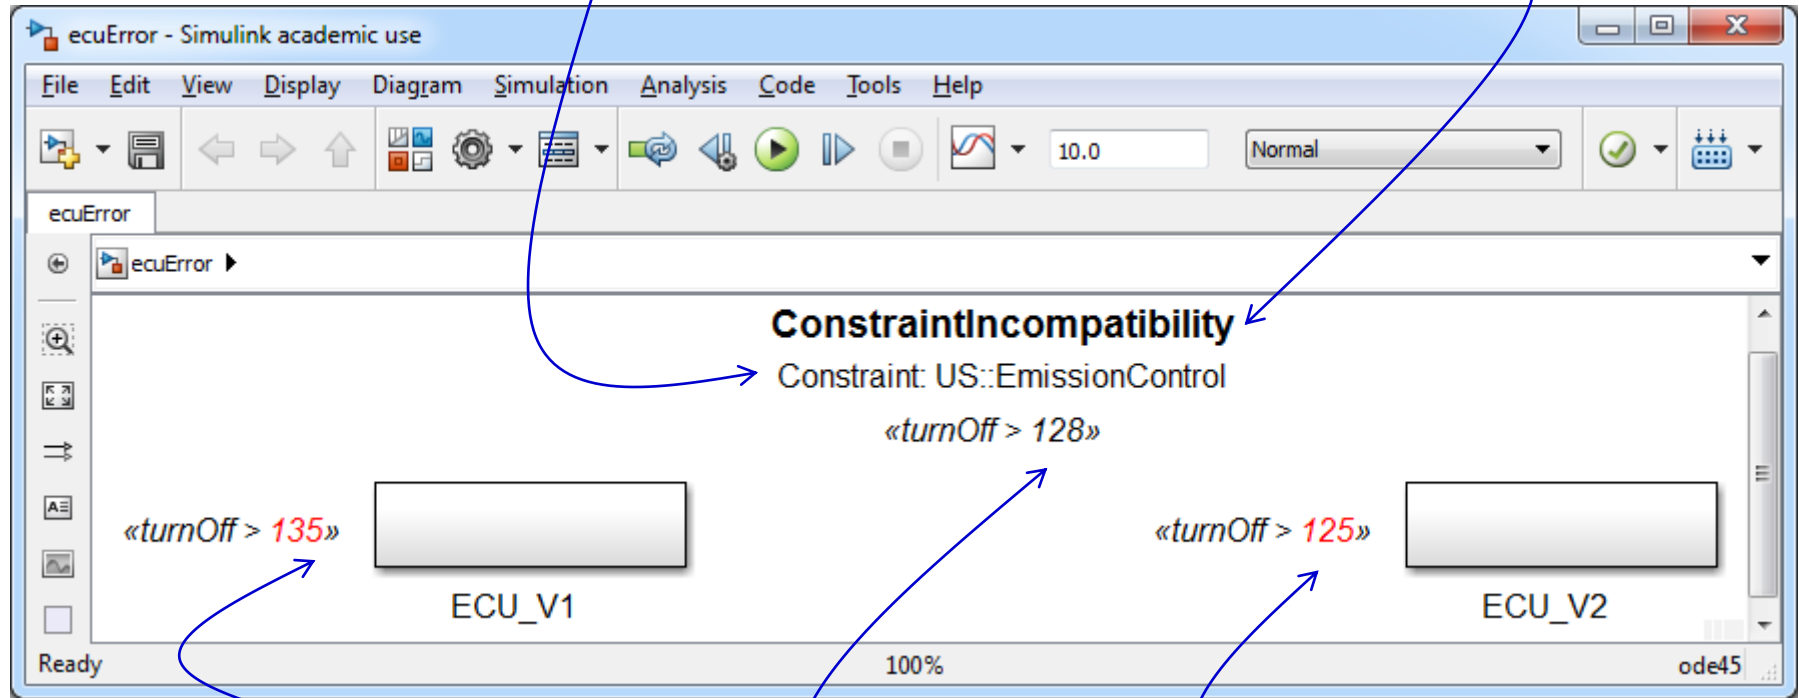 ecuError - Simulink academic use
File Edit View Display Diagram Simulation Analysis Code Tools Help
10.0 Normal
ecuError
ecuError
ConstraintIncompatibility
Constraint: US::EmissionControl
«turnOff > 128»
«turnOff > 135» «turnOff > 125»
ECU_V1 ECU_V2
Ready 100% ode45